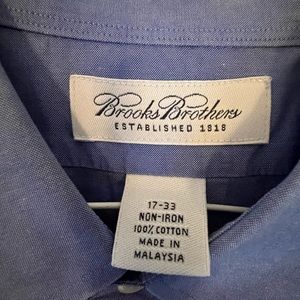 Brooks Brothers
ESTABLISHED 1818
17-33
NON-IRON
100% COTTON
MADE IN
MALAYSIA